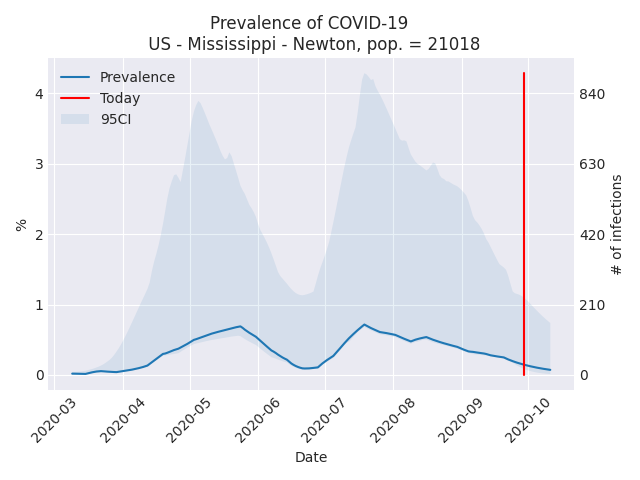 Prevalence of COVID-19
US - Mississippi - Newton, pop. = 21018
Prevalence
Today
95CI
4
3
2
1
0
%
840
630
420
210
0
# of infections
2020-03
2020-04
2020-05
2020-06
2020-07
2020-08
2020-09
2020-10
Date